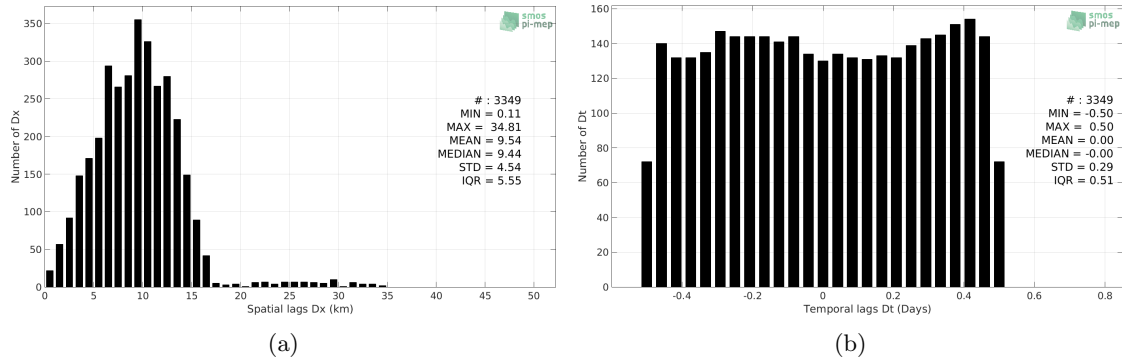 350
300
250
200
150
100
50
0
Number of Dx
0 5 10 15 20 25 30 35 40 45 50
Spatial lags Dx (km)
smos
pi-mep
# : 3349
MIN = 0.11
MAX = 34.81
MEAN = 9.54
MEDIAN = 9.44
STD = 4.54
IQR = 5.55
(a)
160
140
120
100
80
60
40
20
0
Number of Dt
-0.4 -0.2 0 0.2 0.4 0.6 0.8
Temporal lags Dt (Days)
smos
pi-mep
# : 3349
MIN = -0.50
MAX = 0.50
MEAN = 0.00
MEDIAN = -0.00
STD = 0.29
IQR = 0.51
(b)